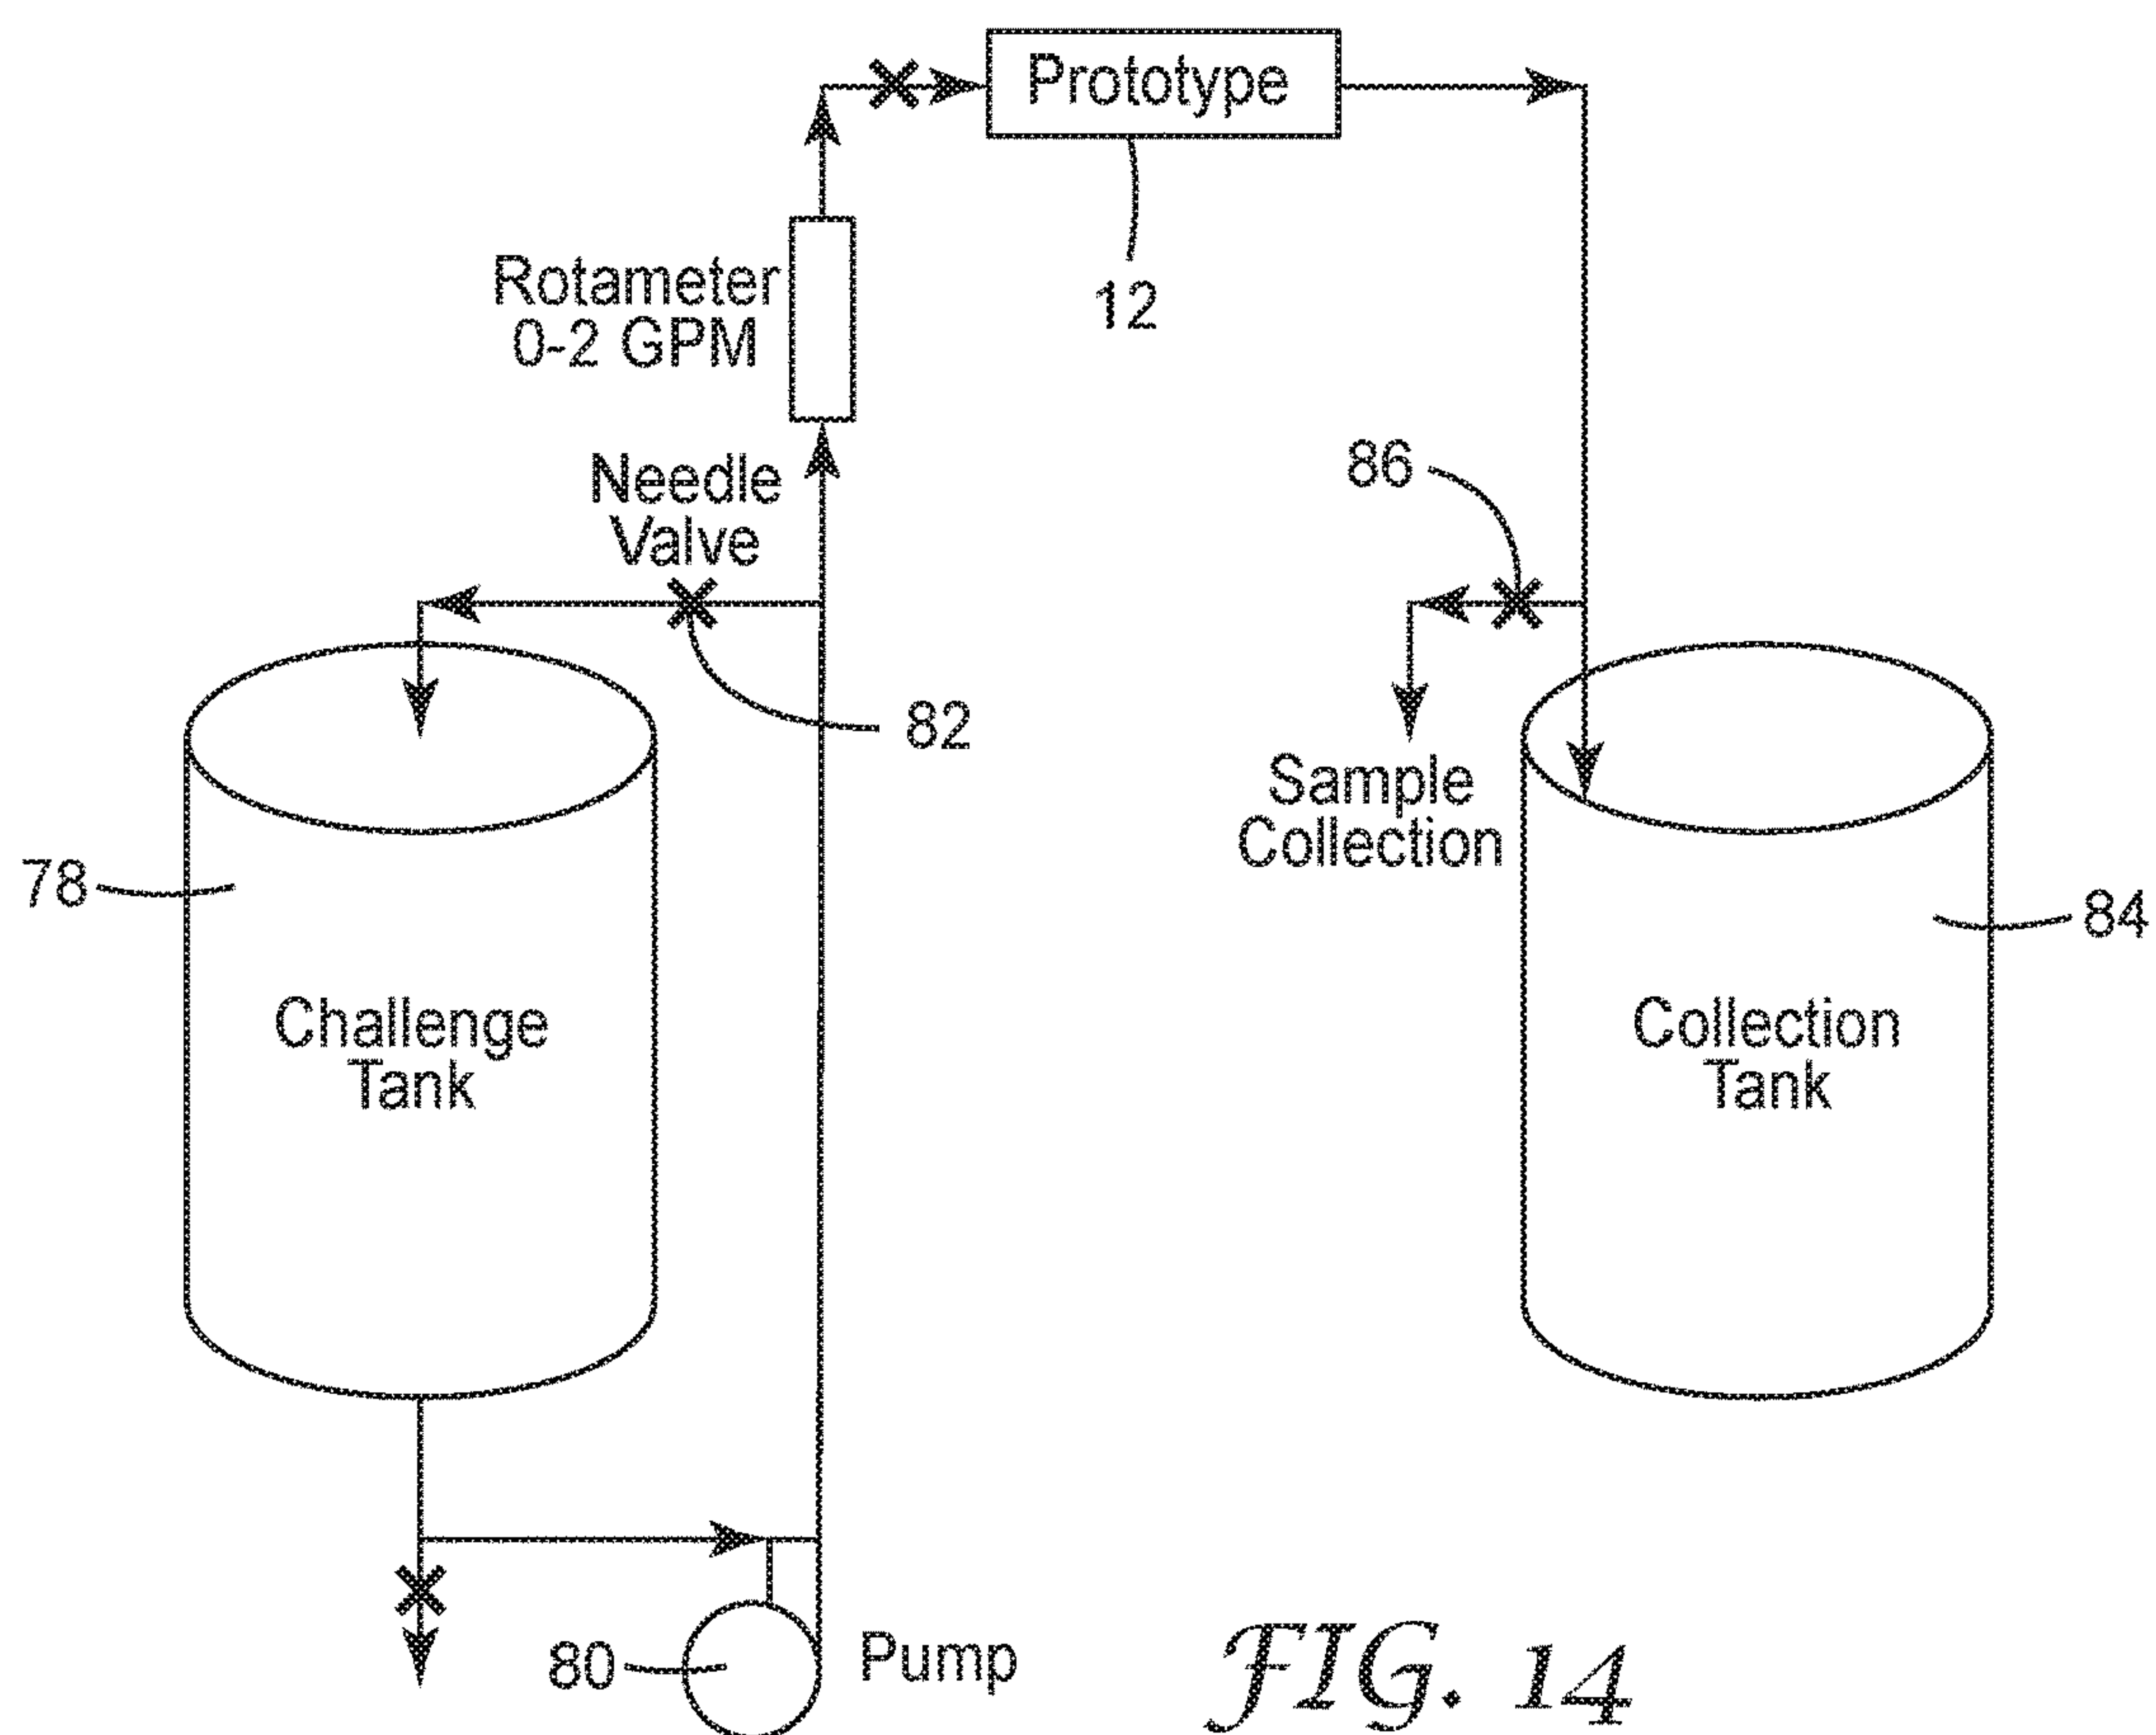 Prototype
12
Rotameter
0-2 GPM
Needle
Valve
86
82
Sample
Collection
78
84
Challenge
Tank
Collection
Tank
80
Pump
FIG. 14